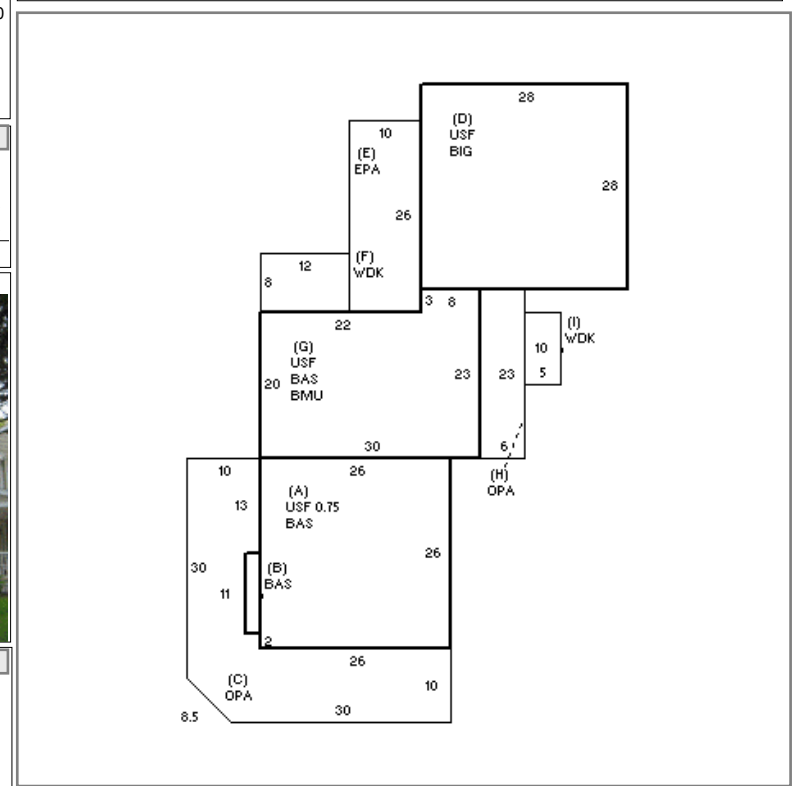 28
(D)
USF
BIG
28
10
(E)
EPA
26
12
8
(F)
WDK
3 8
22
(G)
USF
BAS
BMU
20
23
23
30
(I)
WDK
10
5
6
(H)
OPA
10
26
(A)
USF 0.75
BAS
13
26
30
11
(B)
BAS
2
26
(C)
OPA
10
8.5
30